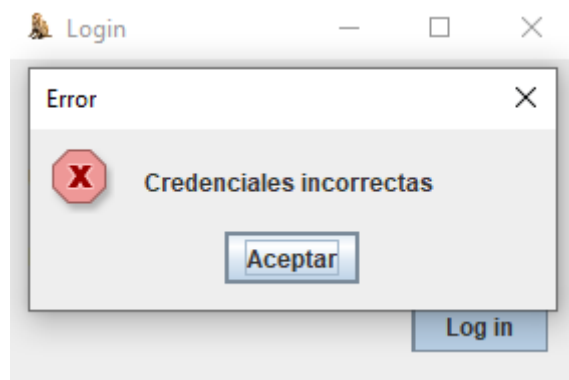 Login
Error
Credenciales incorrectas
Aceptar
Log in